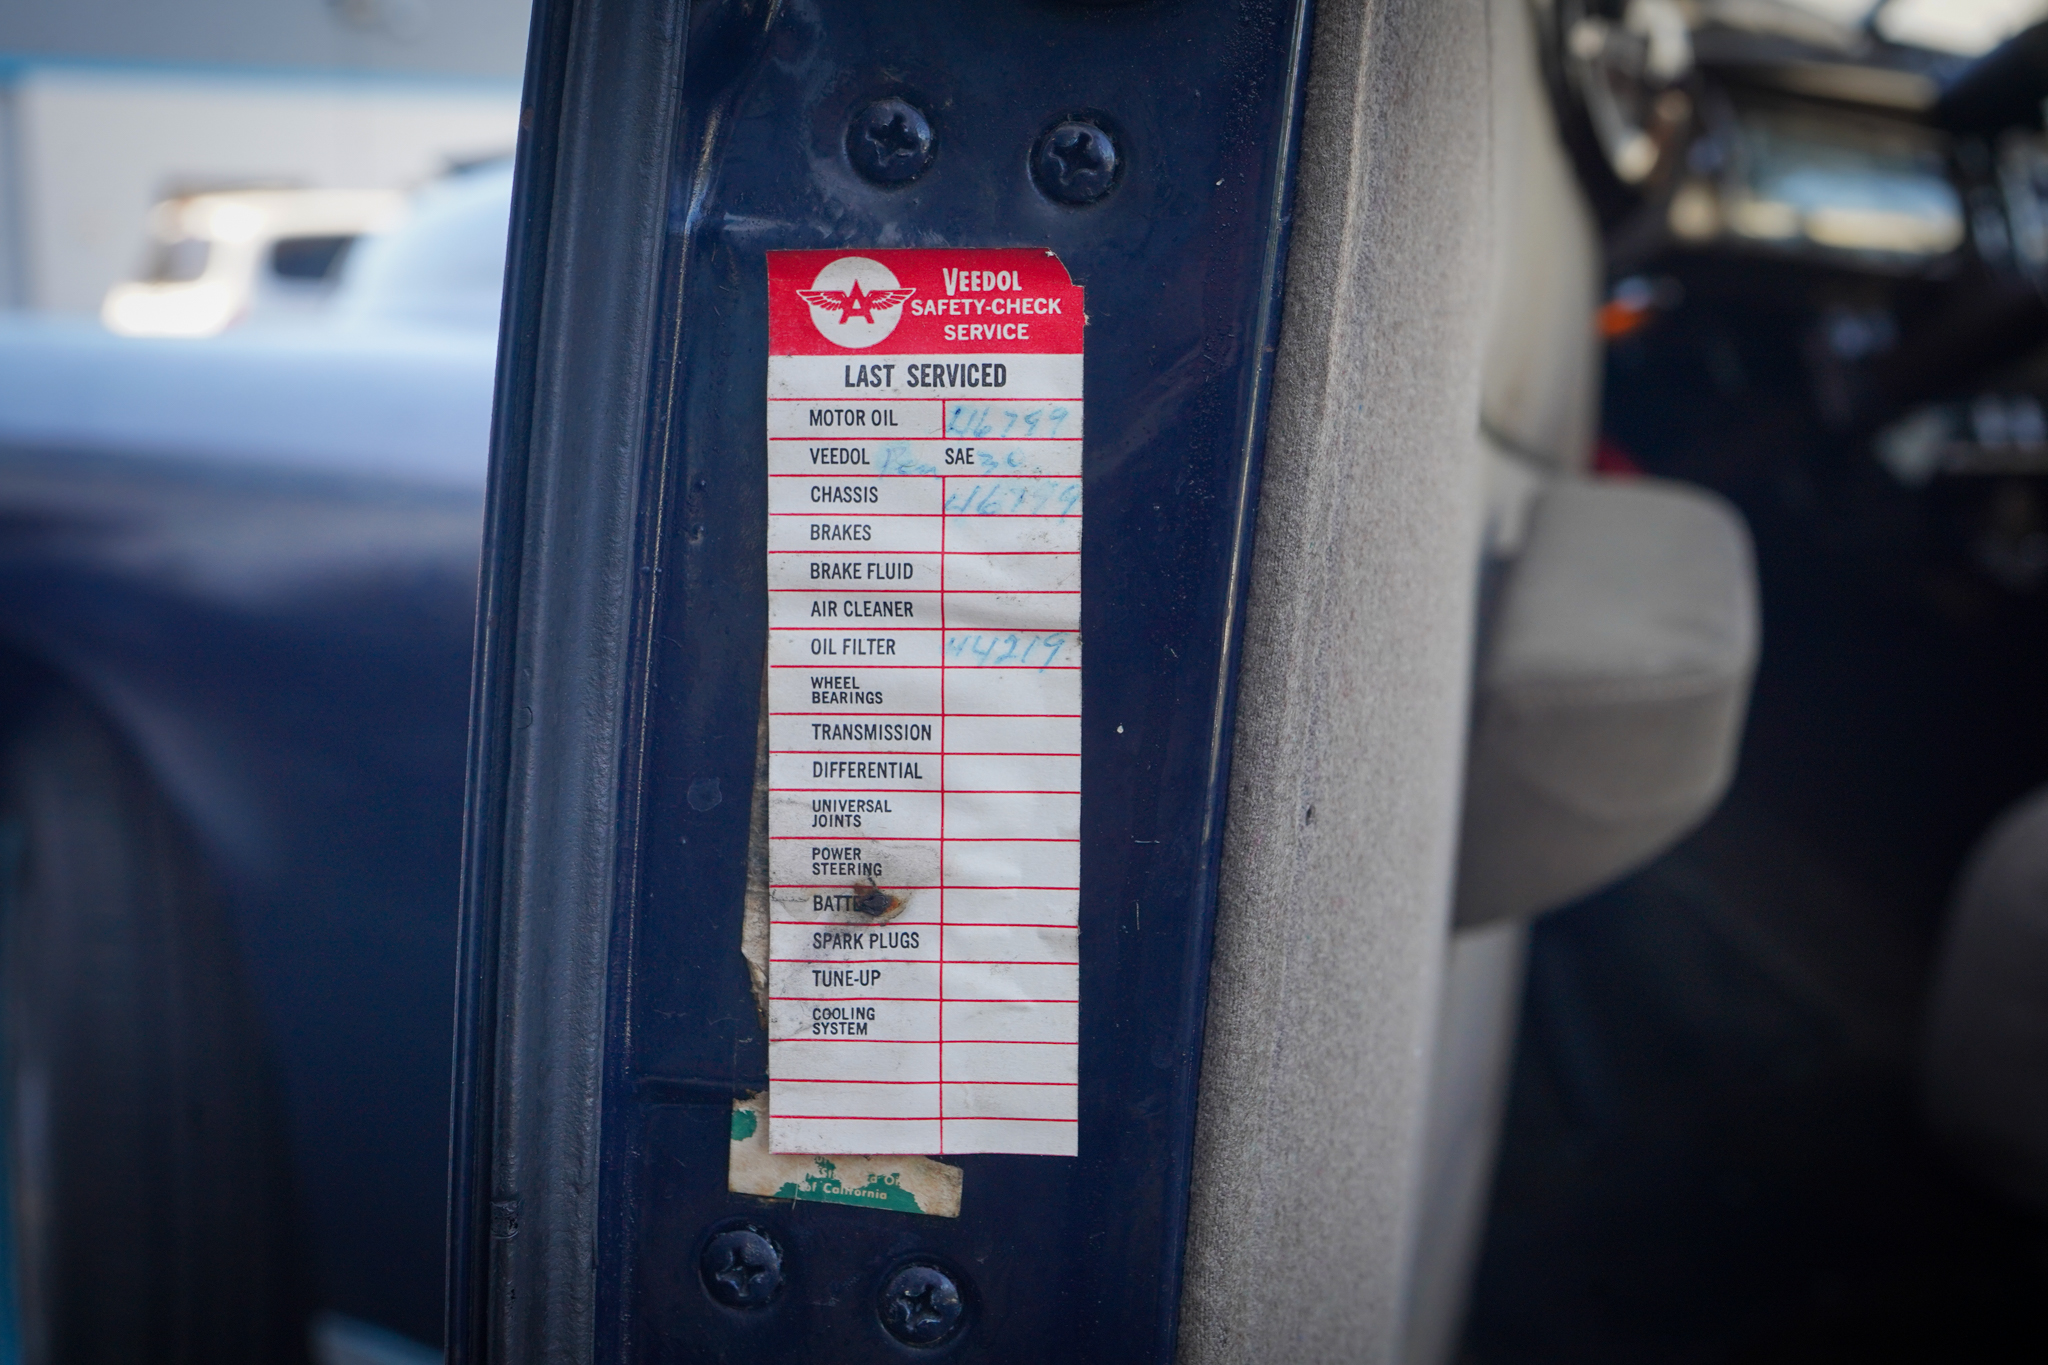 A
VEEDOL
SAFETY-CHECK
SERVICE
LAST SERVICED
MOTOR OIL 46799
VEEDOL SAE 30
CHASSIS 46799
BRAKES
BRAKE FLUID
AIR CLEANER
OIL FILTER 44219
WHEEL
BEARINGS
TRANSMISSION
DIFFERENTIAL
UNIVERSAL
JOINTS
POWER
STEERING
BATTE
SPARK PLUGS
TUNE-UP
COOLING
SYSTEM
of California